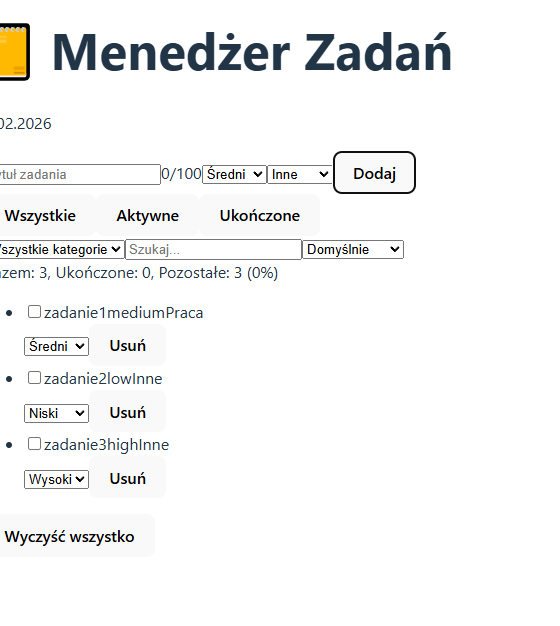 Menedżer Zadań
02.2026
tuł zadania 0/100 Średni Inne Dodaj
Wszystkie Aktywne Ukończone
szystkie kategorie Szukaj... Domyślnie
zem: 3, Ukończone: 0, Pozostałe: 3 (0%)
zadanie1mediumPraca
Średni Usuń
zadanie2lowInne
Niski Usuń
zadanie3highInne
Wysoki Usuń
Wyczyść wszystko